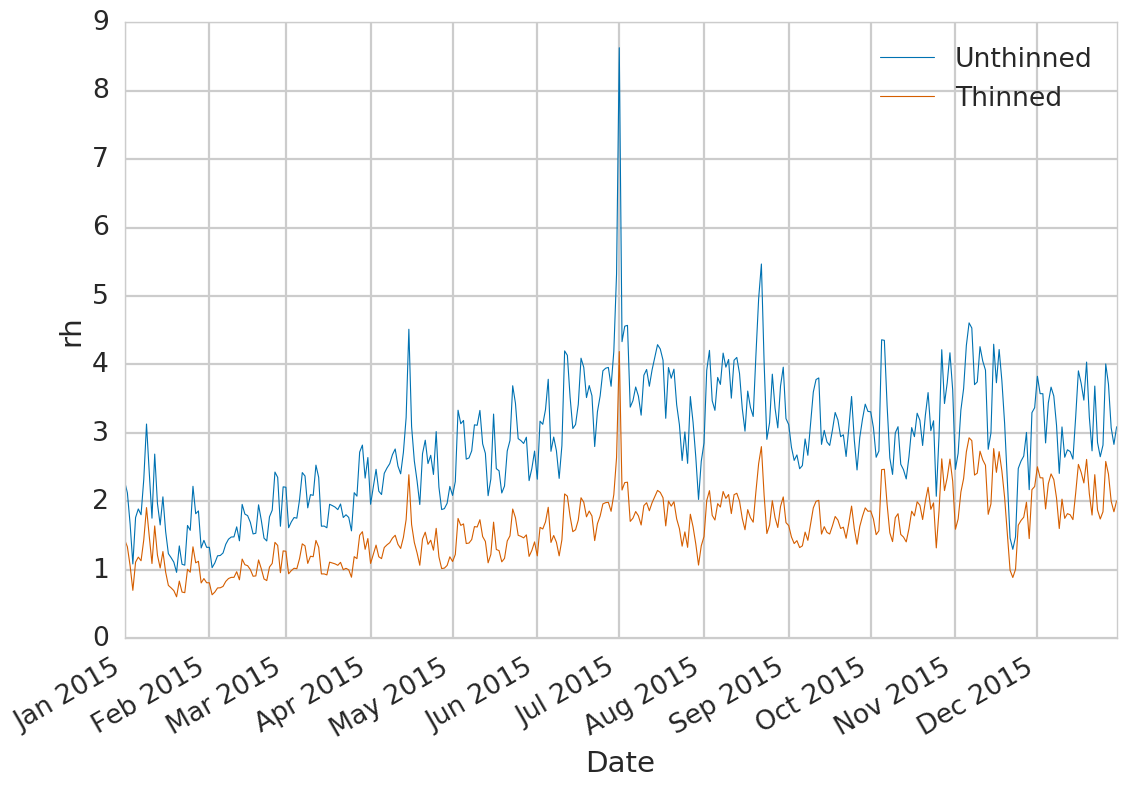 9
8
7
6
5
4
3
2
1
0
rh
Unthinned
Thinned
Jan 2015
Feb 2015
Mar 2015
Apr 2015
May 2015
Jun 2015
Jul 2015
Aug 2015
Sep 2015
Oct 2015
Nov 2015
Dec 2015
Date